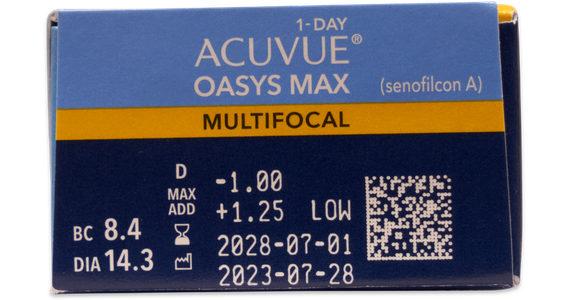 1-DAY
ACUVUE®
OASYS MAX (senofilcon A)
MULTIFOCAL
D -1.00
MAX ADD +1.25 LOW
BC 8.4 2028-07-01
DIA 14.3 2023-07-28